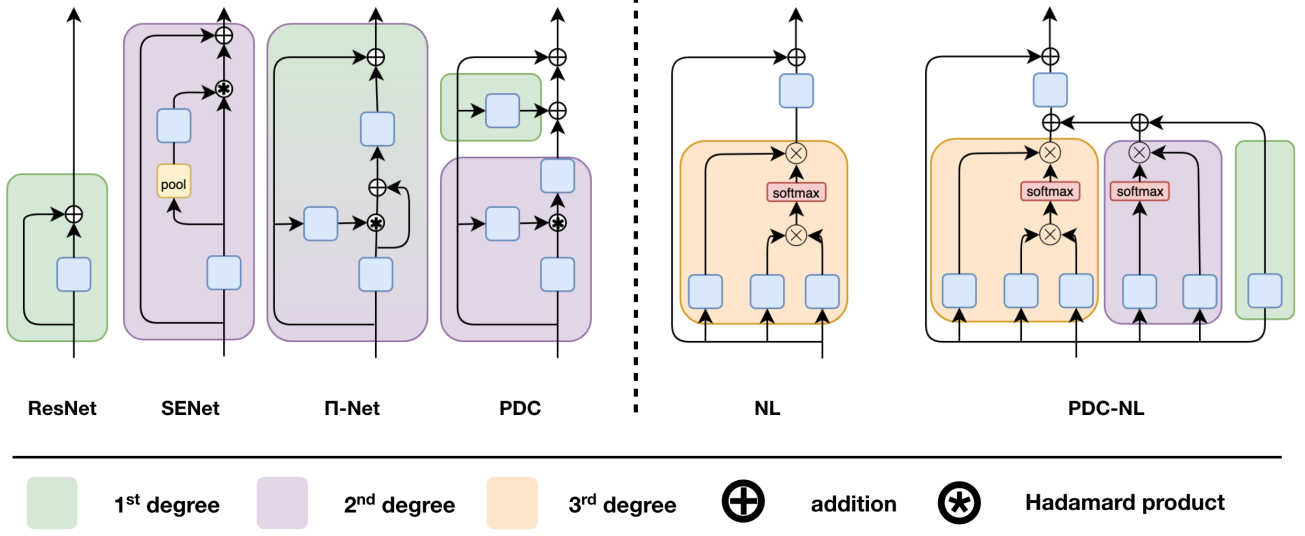 pool
softmax
softmax
softmax
ResNet
SENet
Π-Net
PDC
NL
PDC-NL
1st degree
2nd degree
3rd degree
addition
Hadamard product